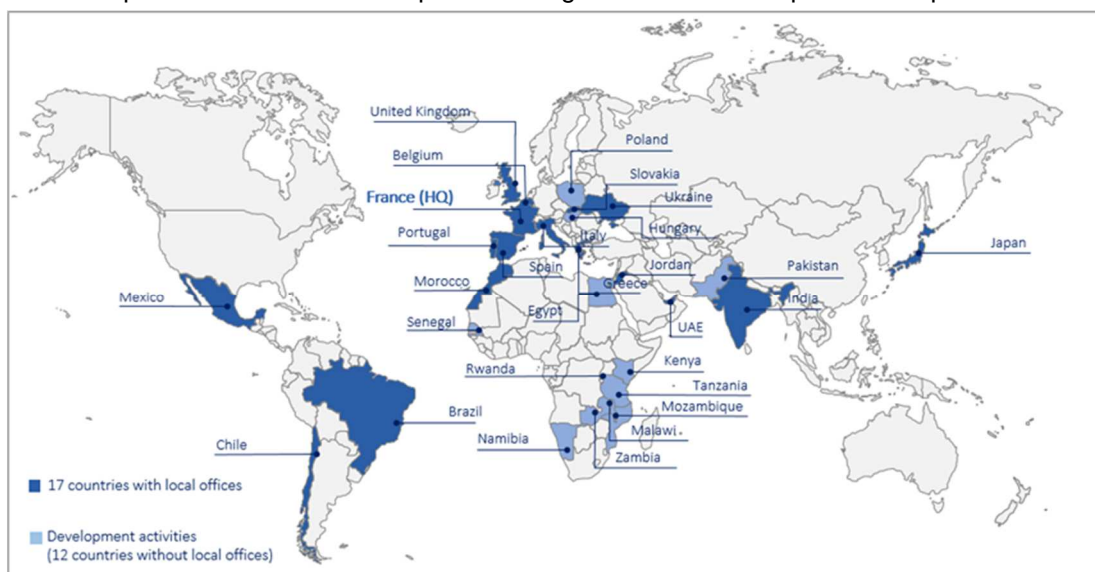 United Kingdom
Belgium
France (HQ)
Portugal
Morocco
Senegal
Mexico
Chile
Brazil
Poland
Slovakia
Ukraine
Hungary
Italy
Spain
Greece
Egypt
Jordan
UAE
Pakistan
India
Japan
Rwanda
Kenya
Tanzania
Mozambique
Malawi
Zambia
Namibia
17 countries with local offices
Development activities
(12 countries without local offices)